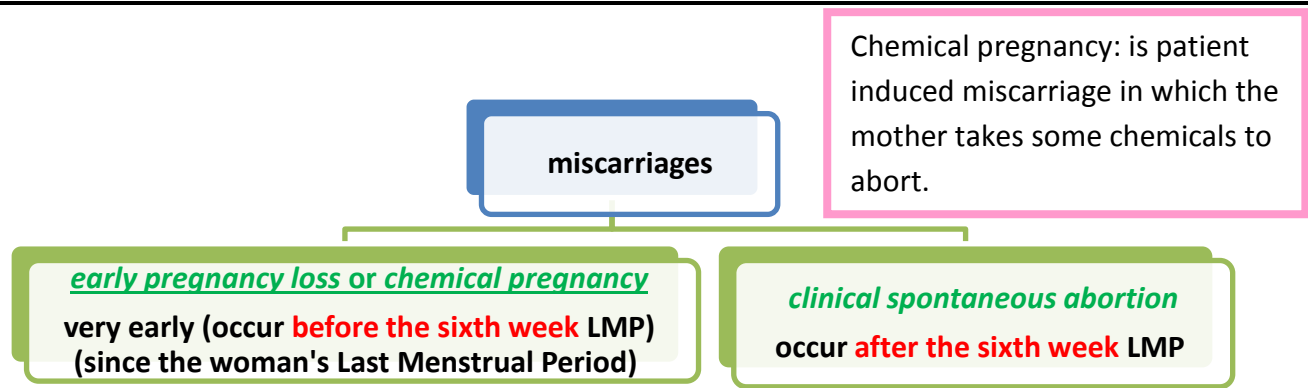 Chemical pregnancy: is patient
induced miscarriage in which the
mother takes some chemicals to
abort.
miscarriages
early pregnancy loss or chemical pregnancy
very early (occur before the sixth week LMP)
(since the woman's Last Menstrual Period)
clinical spontaneous abortion
occur after the sixth week LMP